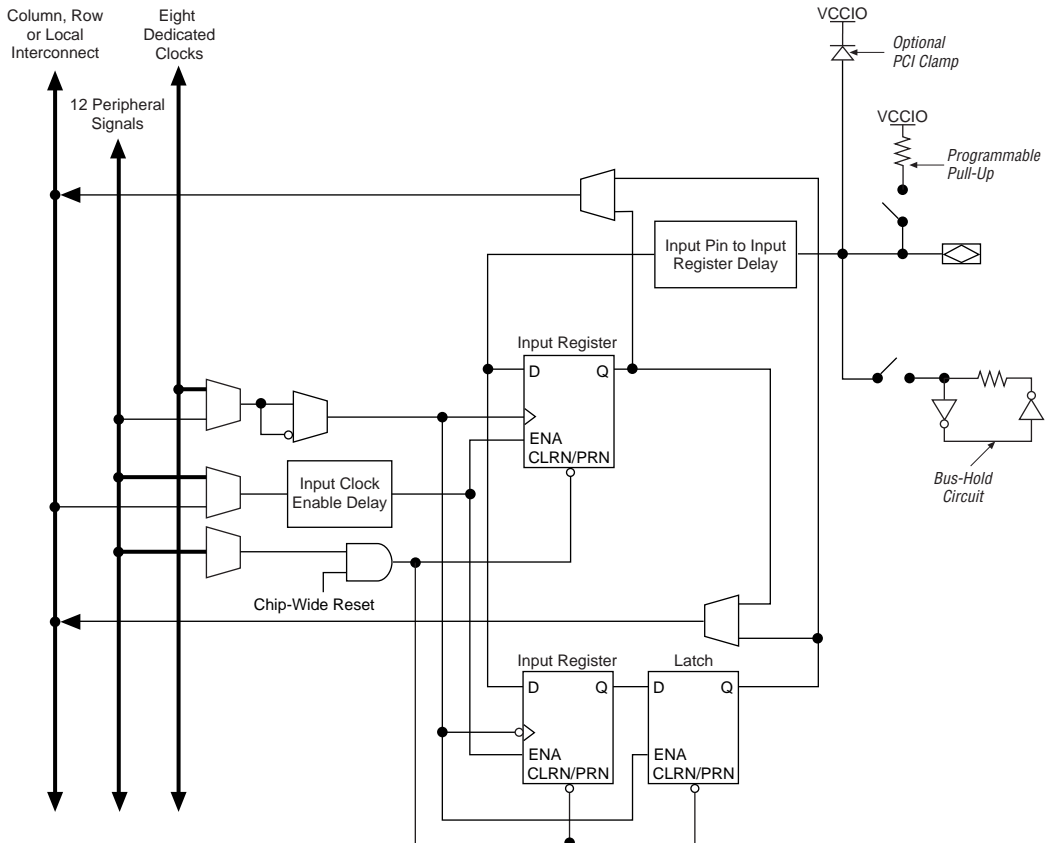 Column, Row
or Local
Interconnect
Eight
Dedicated
Clocks
12 Peripheral
Signals
VCCIO
Optional
PCI Clamp
VCCIO
Programmable
Pull-Up
Input Pin to Input
Register Delay
Input Register
D
Q
ENA
CLRN/PRN
Input Clock
Enable Delay
Chip-Wide Reset
Bus-Hold
Circuit
Input Register
D
Q
ENA
CLRN/PRN
Latch
D
Q
ENA
CLRN/PRN